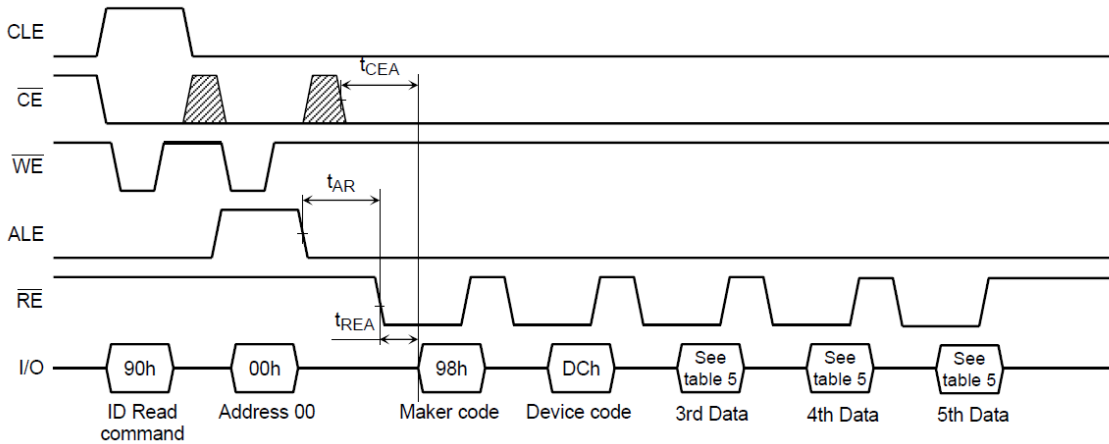 CLE
tCEA
CE
WE
tAR
ALE
RE
tREA
I/O
90h
00h
98h
DCh
See
table 5
See
table 5
See
table 5
ID Read
command
Address 00
Maker code
Device code
3rd Data
4th Data
5th Data